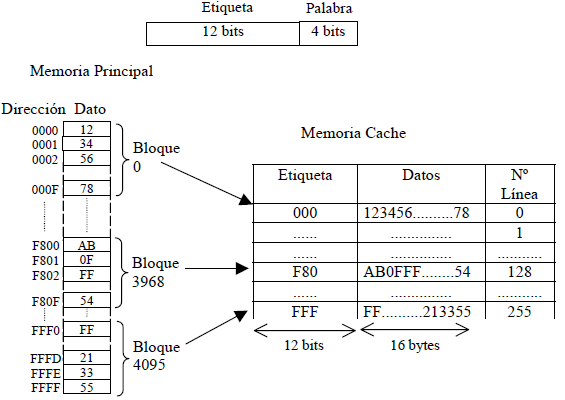 Etiqueta Palabra
12 bits 4 bits
Memoria Principal
Dirección Dato
Memoria Cache
0000 12
0001 34
0002 56
000F 78
Bloque
0
F800 AB
F801 0F
F802 FF
F80F 54
Bloque
3968
FFF0 FF
FFFD 21
FFFE 33
FFFF 55
Bloque
4095
Etiqueta Datos Nº
Línea
000 123456..........78 0
...... ............... 1
...... ............... ...........
F80 AB0FFF........54 128
...... ............... ...........
FFF FF..........213355 255
12 bits 16 bytes